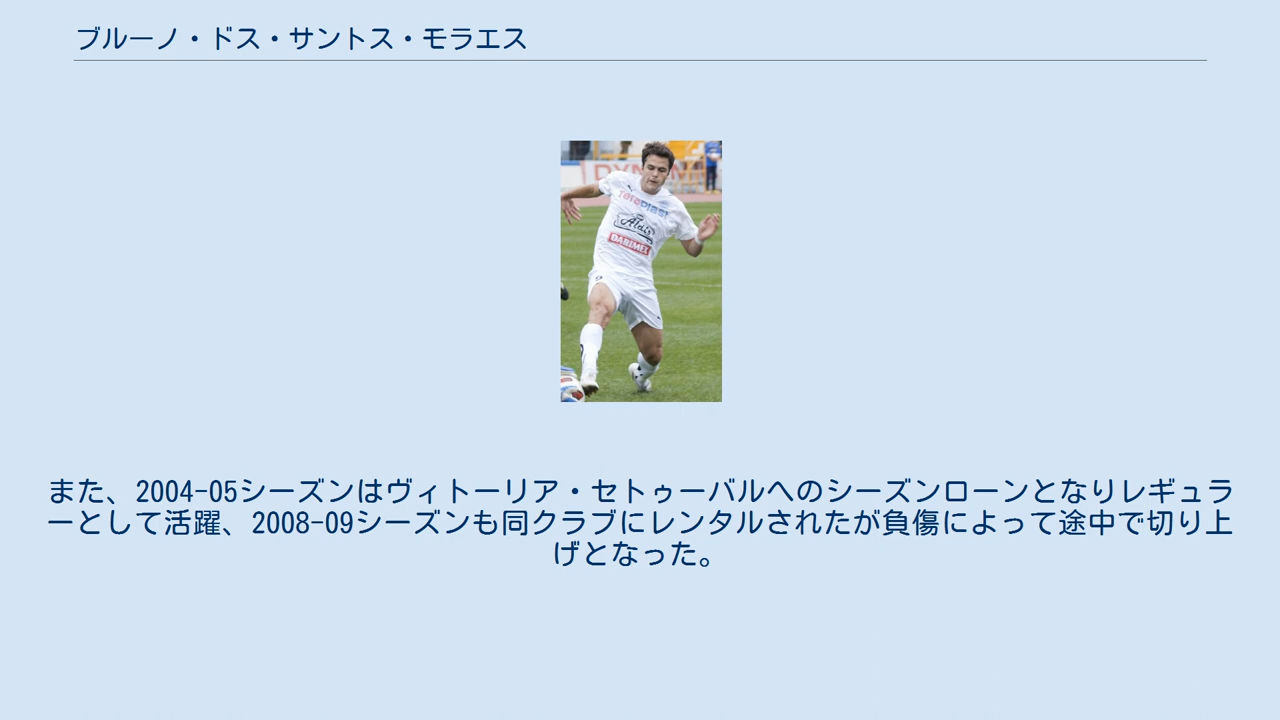 ブルーノ・ドス・サントス・モラエス
DYN
Teleplast
Aldir
DABIMEX
また、2004-05シーズンはヴィトーリア・セトゥーバルへのシーズンローンとなりレギュラ
ーとして活躍、2008-09シーズンも同クラブにレンタルされたが負傷によって途中で切り上
げとなった。